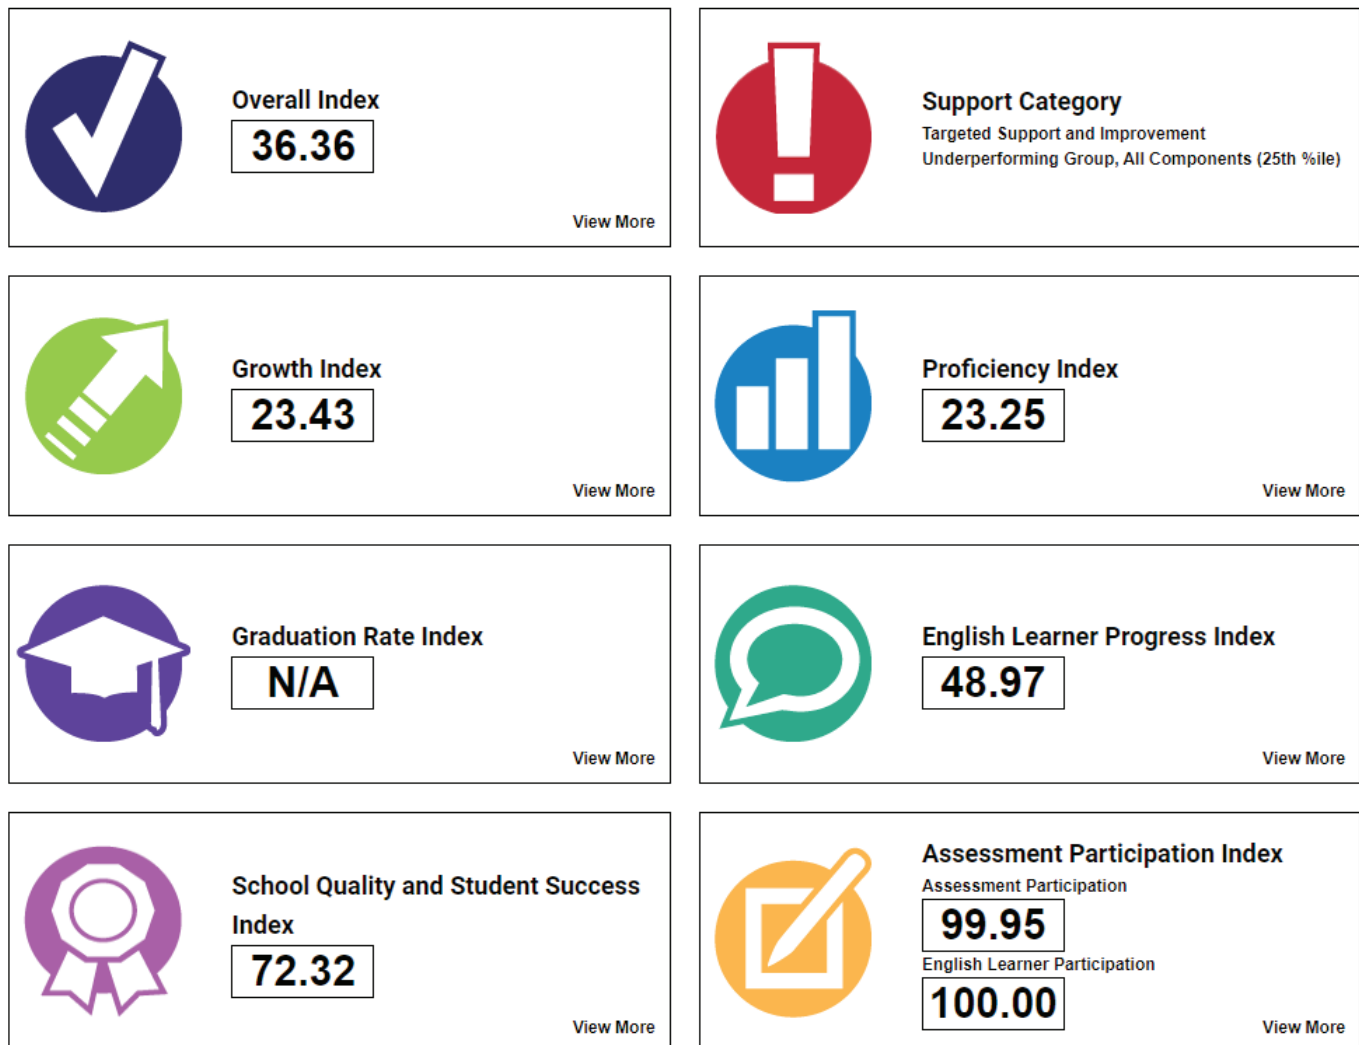 Overall Index
36.36
View More
Support Category
Targeted Support and Improvement
Underperforming Group, All Components (25th %ile)
Growth Index
23.43
View More
Proficiency Index
23.25
View More
Graduation Rate Index
N/A
View More
English Learner Progress Index
48.97
View More
School Quality and Student Success
Index
72.32
View More
Assessment Participation Index
Assessment Participation
99.95
English Learner Participation
100.00
View More